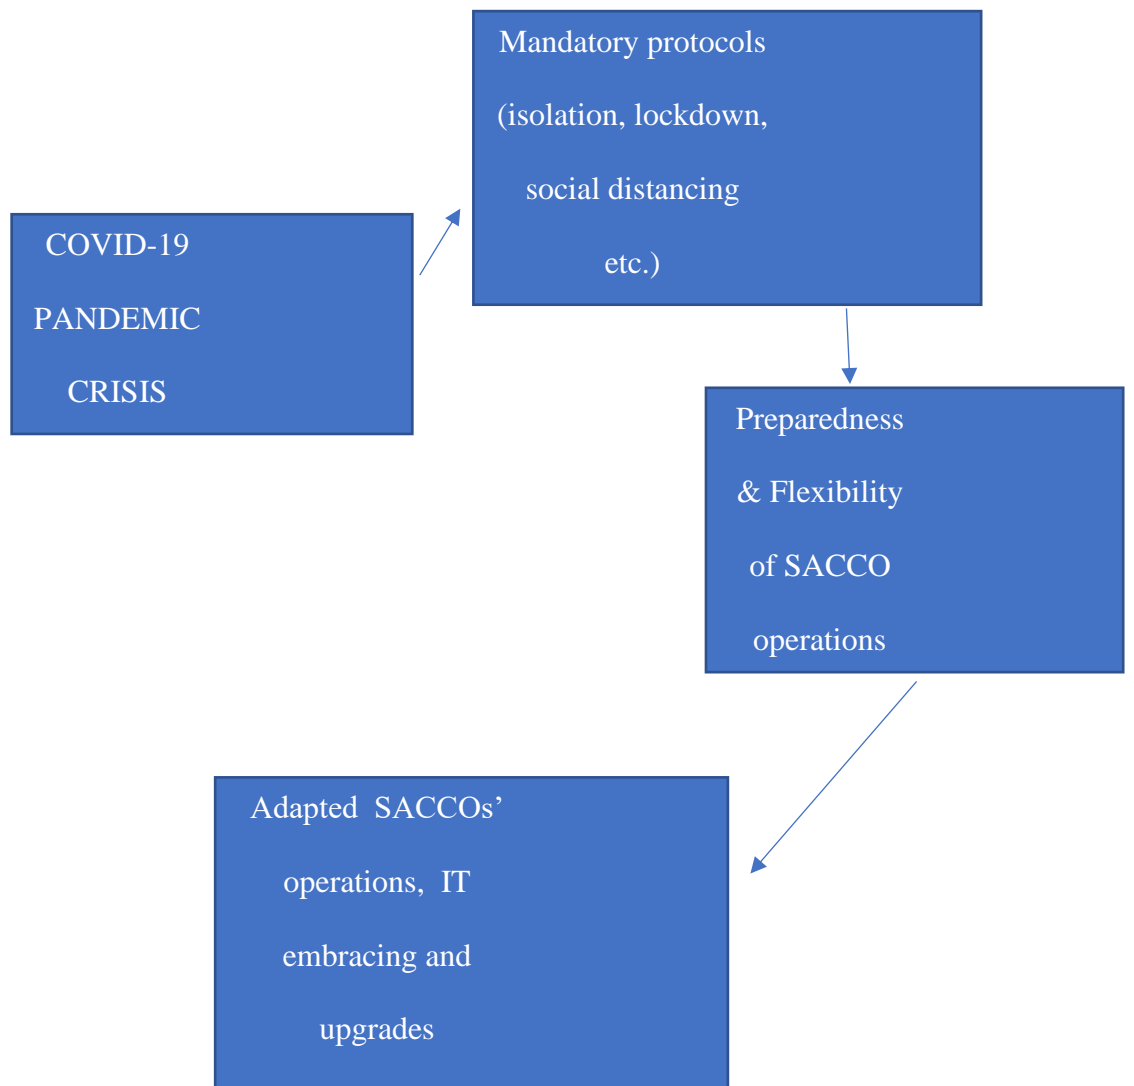 Mandatory protocols
(isolation, lockdown,
social distancing
etc.)
COVID-19
PANDEMIC
CRISIS
Preparedness
& Flexibility
of SACCO
operations
Adapted  SACCOs’
operations,  IT
embracing and
upgrades